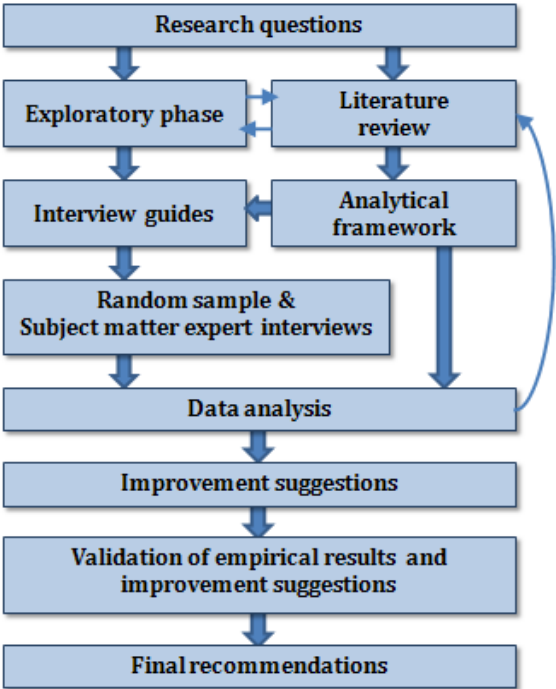 Research questions
Exploratory phase
Literature
review
Interview guides
Analytical
framework
Random sample &
Subject matter expert interviews
Data analysis
Improvement suggestions
Validation of empirical results and
improvement suggestions
Final recommendations